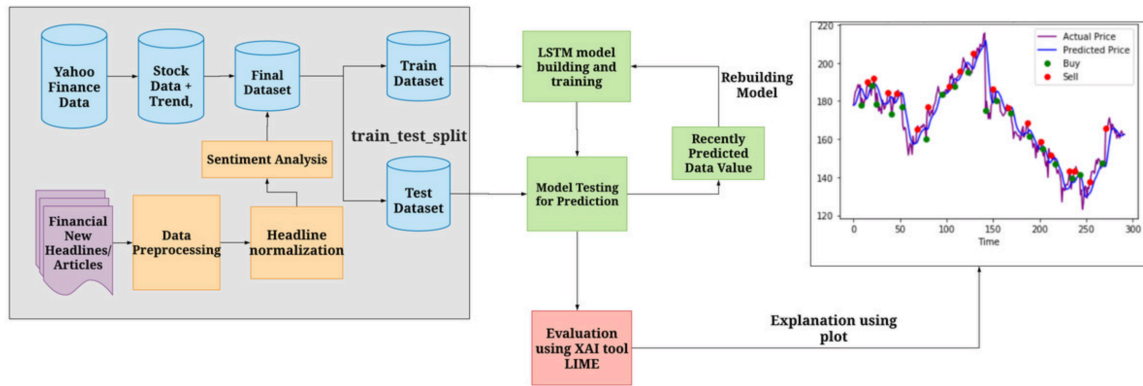 Yahoo
Finance
Data
Stock
Data +
Trend,
Final
Dataset
Train
Dataset
train_test_split
Sentiment Analysis
Test
Dataset
Financial
New
Headlines/
Articles
Data
Preprocessing
Headline
normalization
LSTM model
building and
training
Rebuilding
Model
Recently
Predicted
Data Value
Model Testing
for Prediction
Evaluation
using XAI tool
LIME
Explanation using
plot
220
200
180
160
140
120
Actual Price
Predicted Price
Buy
Sell
0 50 100 150 200 250 300
Time